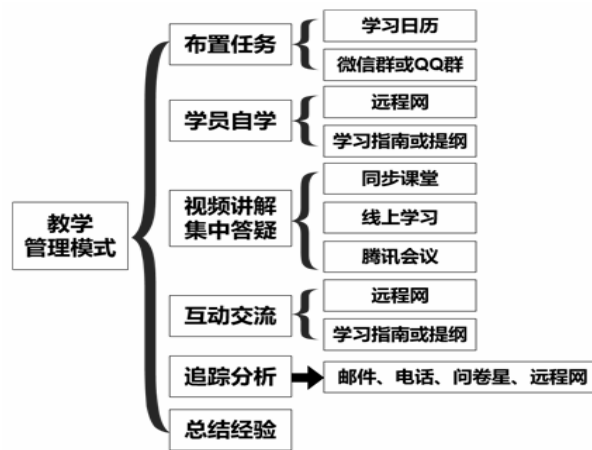 教学
管理模式
布置任务
学习日历
微信群或QQ群
学员自学
远程网
学习指南或提纲
视频讲解
集中答疑
同步课堂
线上学习
腾讯会议
互动交流
远程网
学习指南或提纲
追踪分析
邮件、电话、问卷星、远程网
总结经验